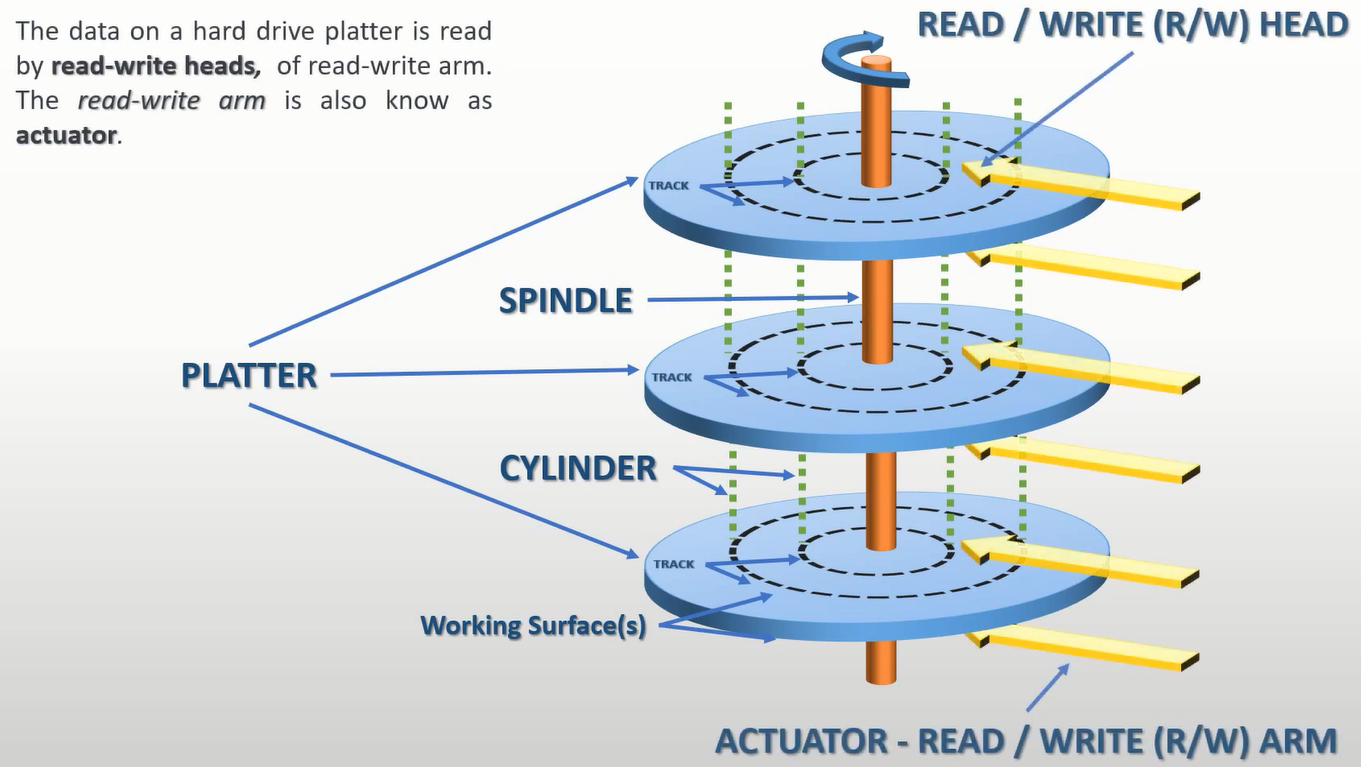 The data on a hard drive platter is read
by read-write heads, of read-write arm.
The read-write arm is also know as
actuator.
READ / WRITE (R/W) HEAD
TRACK
SPINDLE
PLATTER
TRACK
CYLINDER
TRACK
Working Surface(s)
ACTUATOR - READ / WRITE (R/W) ARM